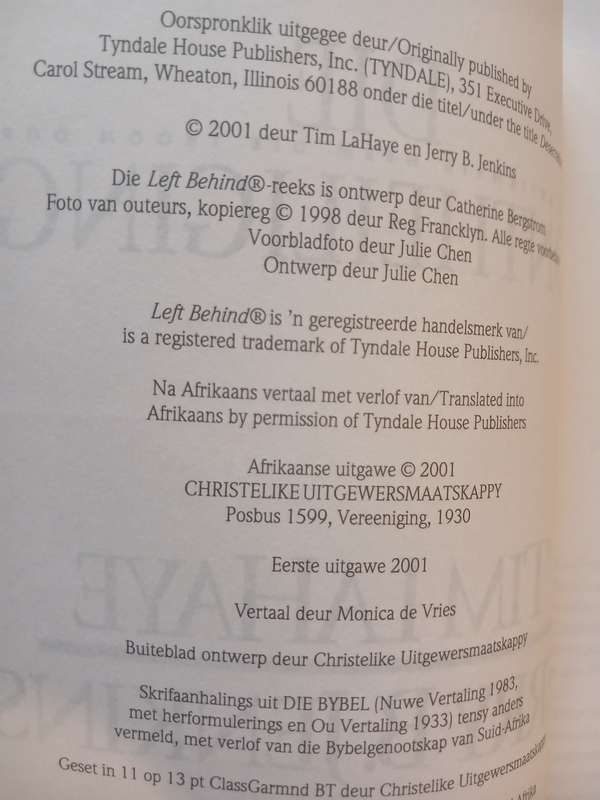 Oorspronklik uitgegee deur/Originally published by
Tyndale House Publishers, Inc. (TYNDALE), 351 Executive Drive,
Carol Stream, Wheaton, Illinois 60188 onder die titel/under the title
© 2001 deur Tim LaHaye en Jerry B. Jenkins
Die Left Behind®-reeks is ontwerp deur Catherine Bergstrom
Foto van outeurs, kopiereg © 1998 deur Reg Francklyn. Alle regte
Voorbladfoto deur Julie Chen
Ontwerp deur Julie Chen
Left Behind® is 'n geregistreerde handelsmerk van/
is a registered trademark of Tyndale House Publishers, Inc.
Na Afrikaans vertaal met verlof van/Translated into
Afrikaans by permission of Tyndale House Publishers
Afrikaanse uitgawe © 2001
CHRISTELIKE UITGEWERSMAATSKAPPY
Posbus 1599, Vereeniging, 1930
Eerste uitgawe 2001
Vertaal deur Monica de Vries
Buiteblad ontwerp deur Christelike Uitgewersmaatskappy
Skrifaanhalings uit DIE BYBEL (Nuwe Vertaling 1983,
met herformulerings en Ou Vertaling 1933) tensy anders
vermeld, met verlof van die Bybelgenootskap van Suid-Afrika
Geset in 11 op 13 pt ClassGarmnd BT deur Christelike Uitgewersmaatskappy